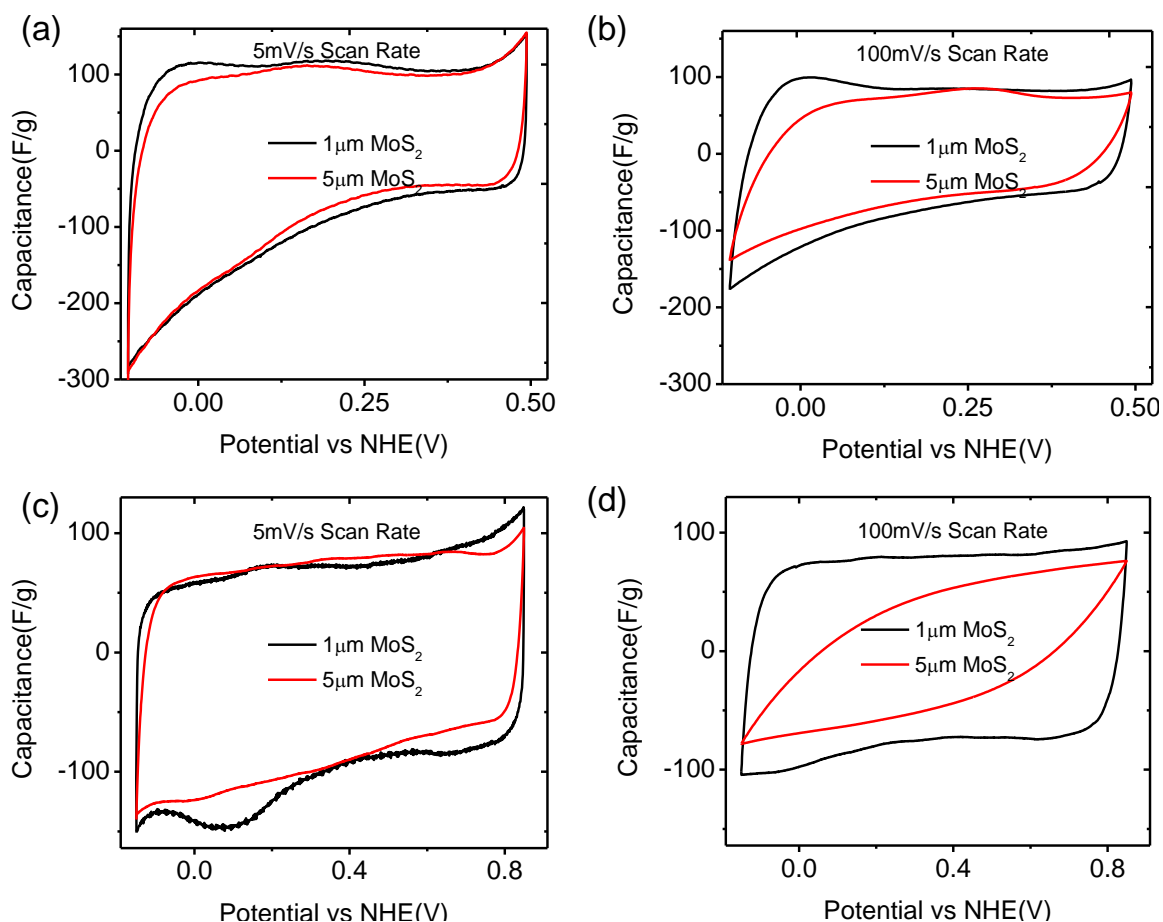 (a)
5mV/s Scan Rate
100
0
-100
-200
-300
Capacitance(F/g)
1μm MoS₂
5μm MoS₂
0.00
0.25
0.50
Potential vs NHE(V)
(b)
100mV/s Scan Rate
100
0
-100
-200
-300
Capacitance(F/g)
1μm MoS₂
5μm MoS₂
0.00
0.25
0.50
Potential vs NHE(V)
(c)
5mV/s Scan Rate
100
0
-100
Capacitance(F/g)
1μm MoS₂
5μm MoS₂
0.0
0.4
0.8
Potential vs NHE(V)
(d)
100mV/s Scan Rate
100
0
-100
Capacitance(F/g)
1μm MoS₂
5μm MoS₂
0.0
0.4
0.8
Potential vs NHE(V)